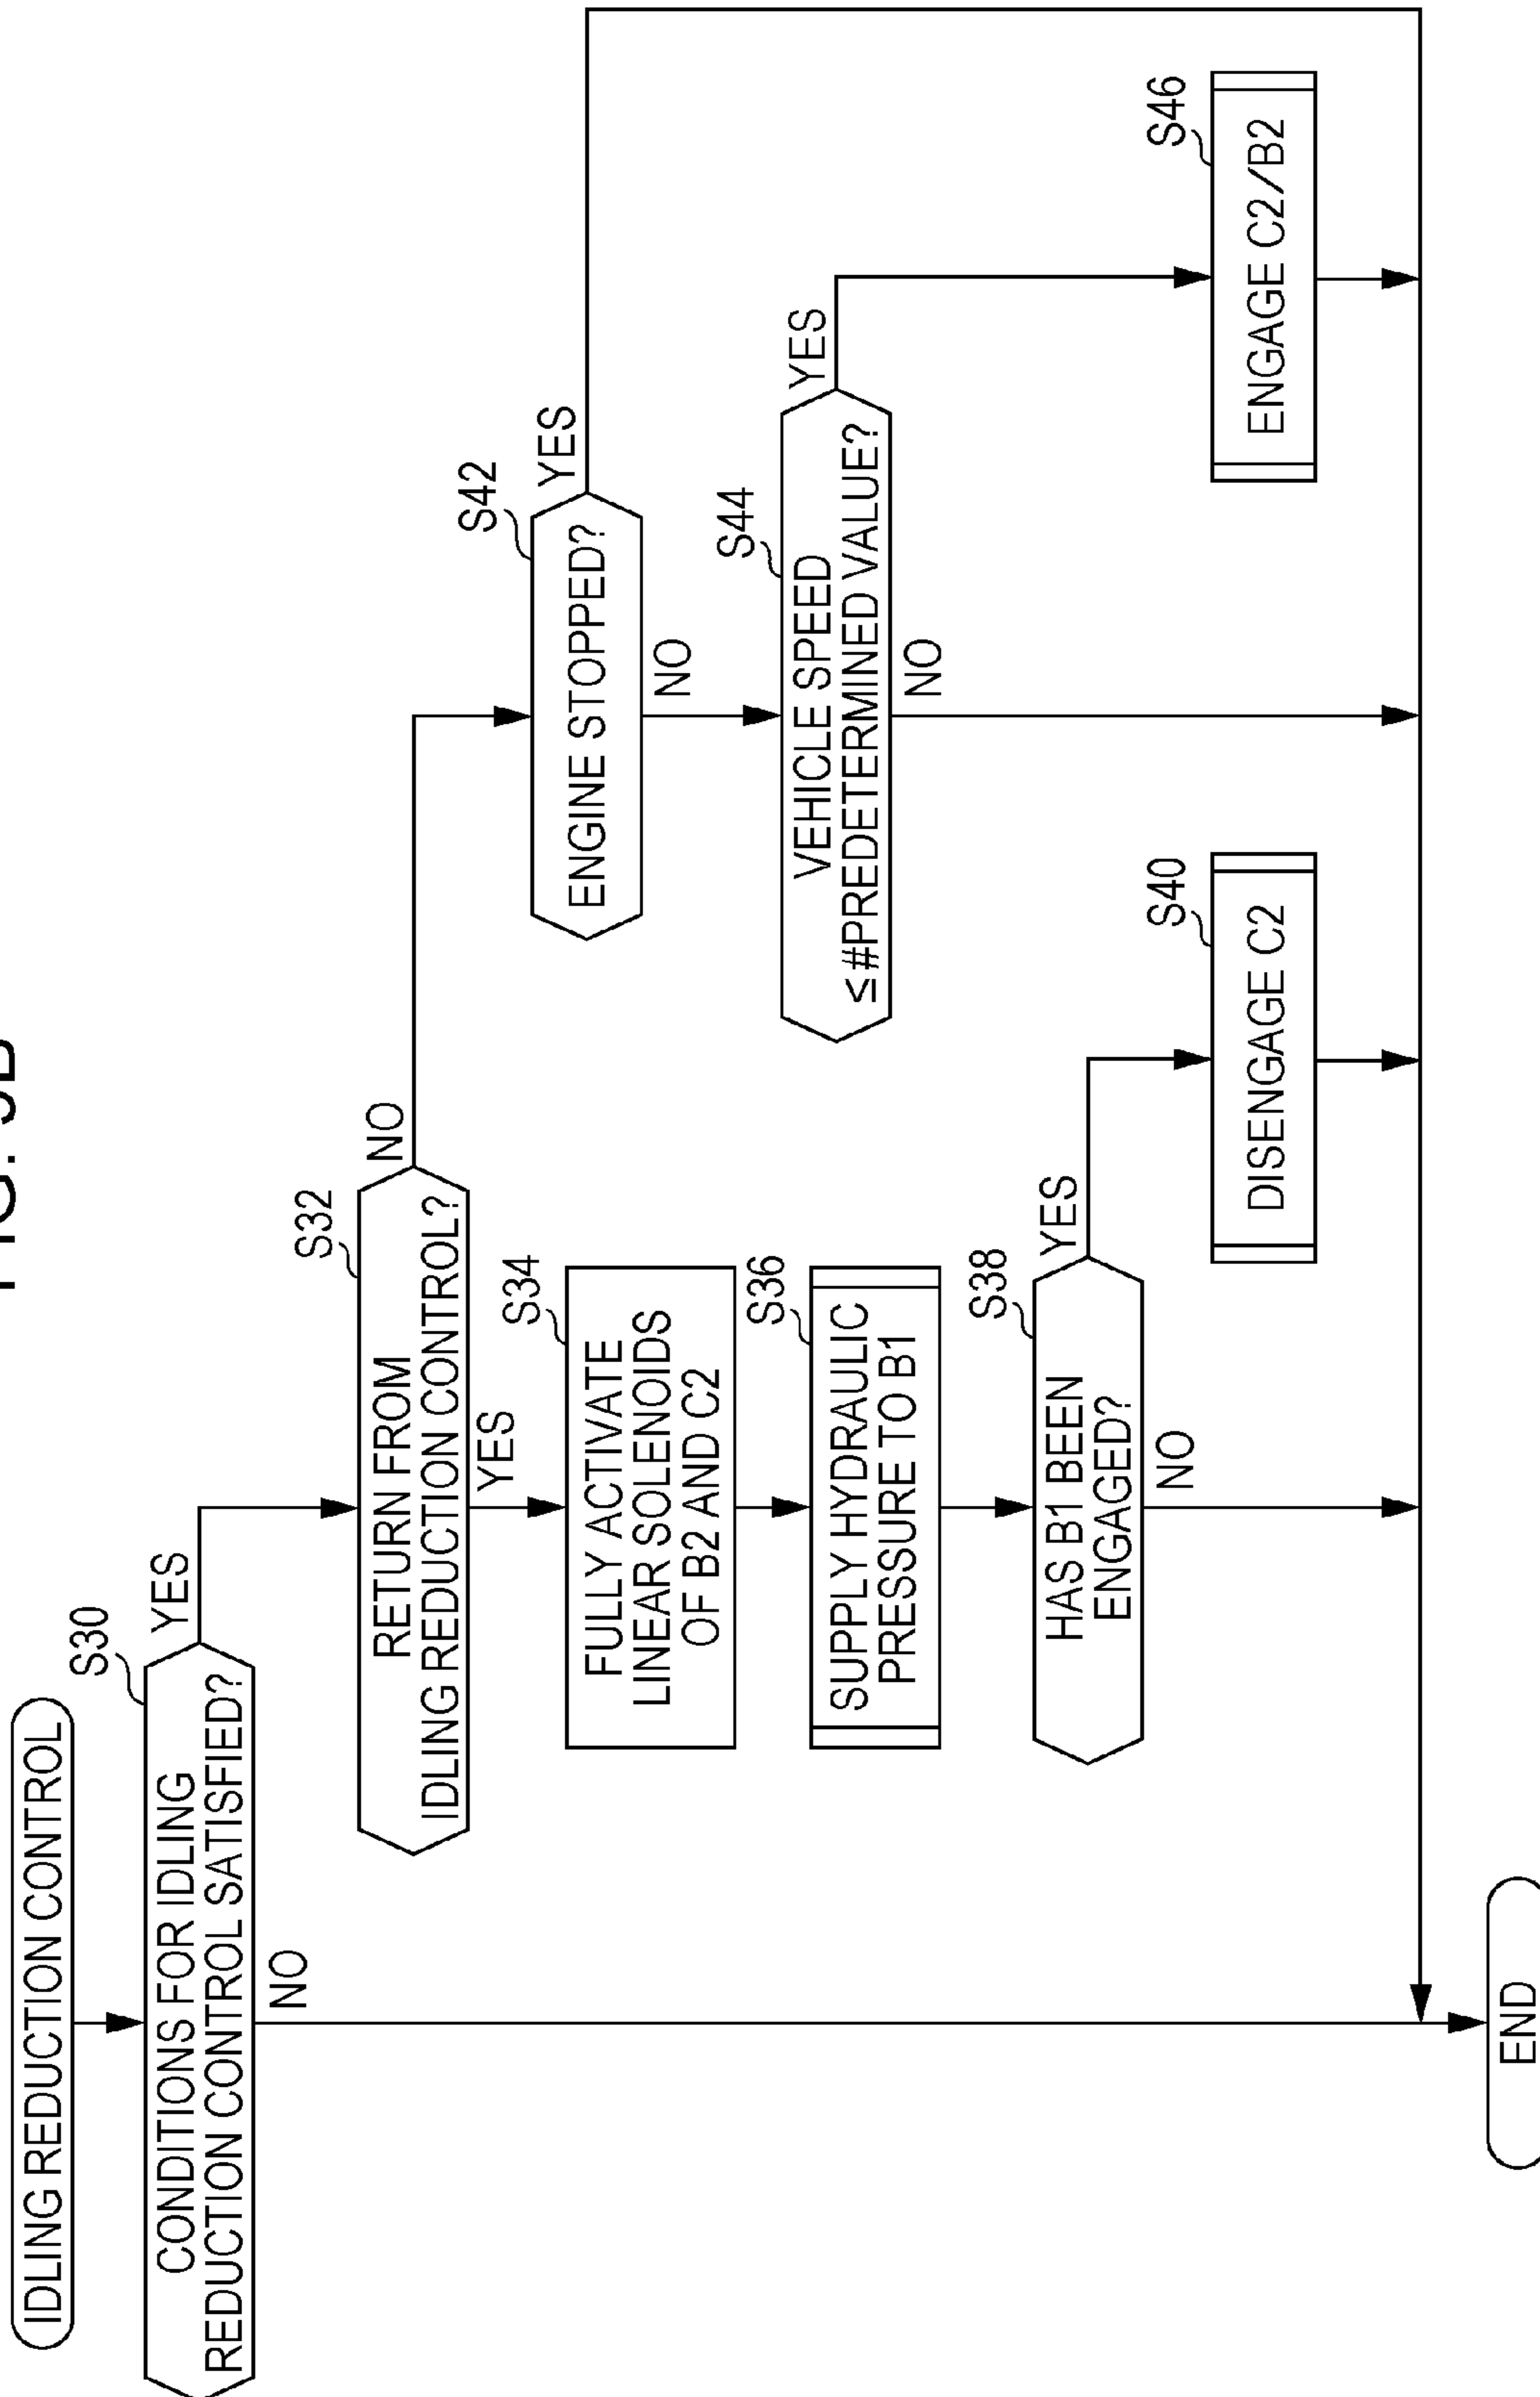 IDLING REDUCTION CONTROL
S30
CONDITIONS FOR IDLING
REDUCTION CONTROL SATISFIED?
YES
NO
S32
RETURN FROM
IDLING REDUCTION CONTROL?
NO
YES
S34
FULLY ACTIVATE
LINEAR SOLENOIDS
OF B2 AND C2
S36
SUPPLY HYDRAULIC
PRESSURE TO B1
S38
HAS B1 BEEN
ENGAGED?
YES
NO
S40
DISENGAGE C2
S42
ENGINE STOPPED?
YES
NO
S44
VEHICLE SPEED
≤#PREDETERMINED VALUE?
YES
NO
S46
ENGAGE C2/B2
END